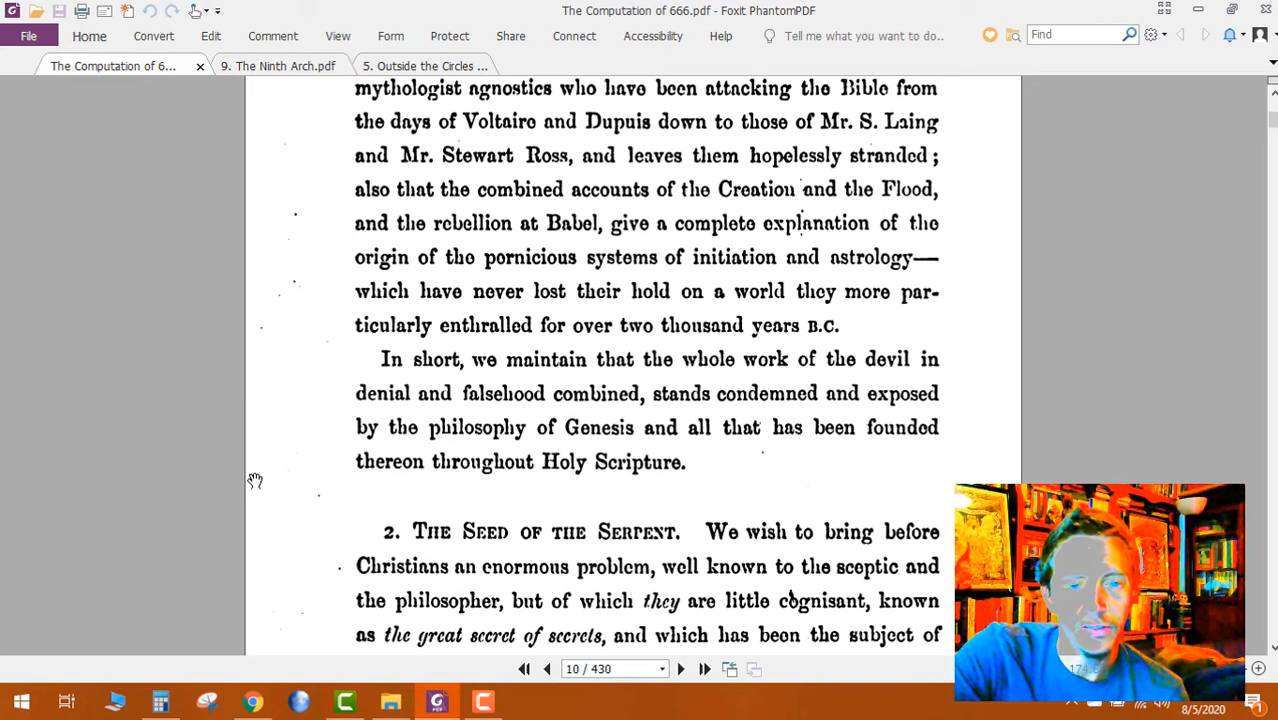 The Computation of 666.pdf - Foxit PhantomPDF
File Home Convert Edit Comment View Form Protect Share Connect Accessibility Help Tell me what you want to do.. Find
The Computation of 6... 9. The Ninth Arch.pdf 5. Outside the Circles ...
mythologist agnostics who have been attacking the Bible from
the days of Voltaire and Dupuis down to those of Mr. S. Laing
and Mr. Stewart Ross, and leaves them hopelessly stranded;
also that the combined accounts of the Creation and the Flood,
and the rebellion at Babel, give a complete explanation of the
origin of the pernicious systems of initiation and astrology—
which have never lost their hold on a world they more par-
ticularly enthralled for over two thousand years B.C.
In short, we maintain that the whole work of the devil in
denial and falsehood combined, stands condemned and exposed
by the philosophy of Genesis and all that has been founded
thereon throughout Holy Scripture.
2. THE SEED OF THE SERPENT. We wish to bring before
Christians an enormous problem, well known to the sceptic and
the philosopher, but of which they are little cognisant, known
as the great secret of secrets, and which has been the subject of
10 / 430
8/5/2020